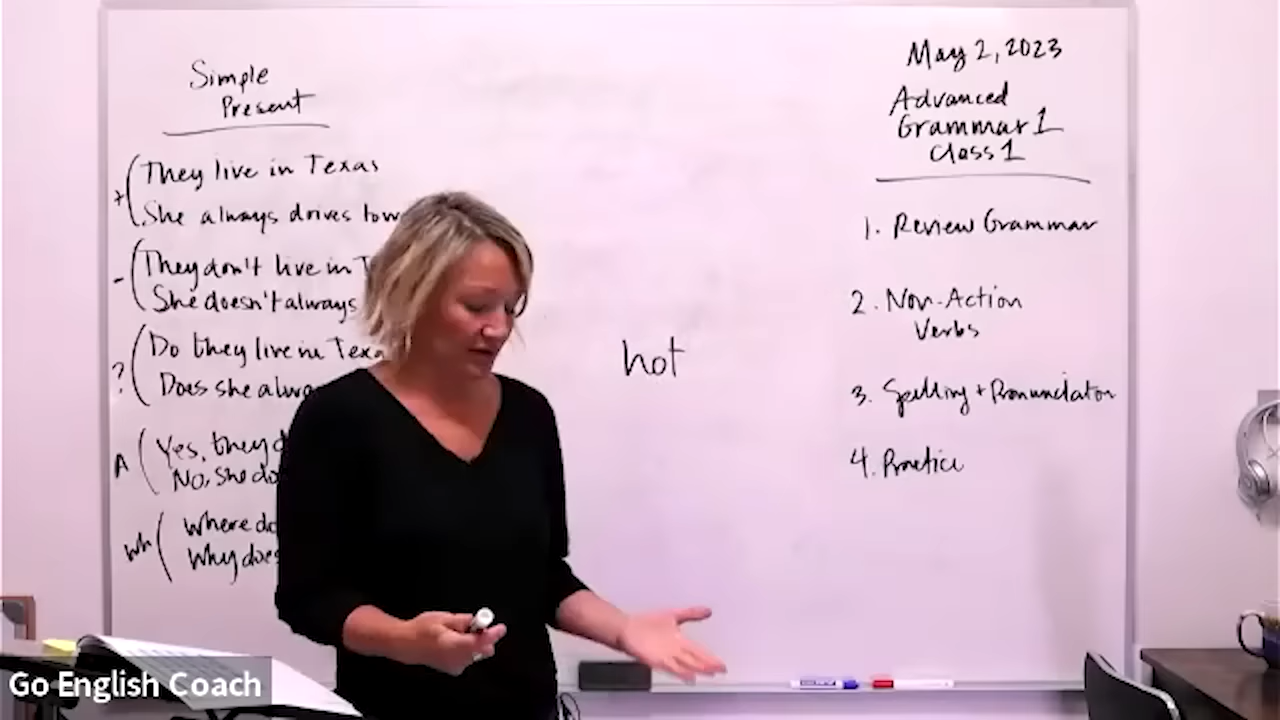 Simple
Present
+ ( They live in Texas
She always drives
- ( They don't live in
She doesn't always
? ( Do they live in Texa
Does she alwa
A ( Yes, they d
No, she do
Wh ( Where do
Why does
hot
May 2, 2023
Advanced
Grammar 1
Class 1
1. Review Grammar
2. Non-Action
Verbs
3. Spelling + Pronunciation
4. Practice
Go English Coach